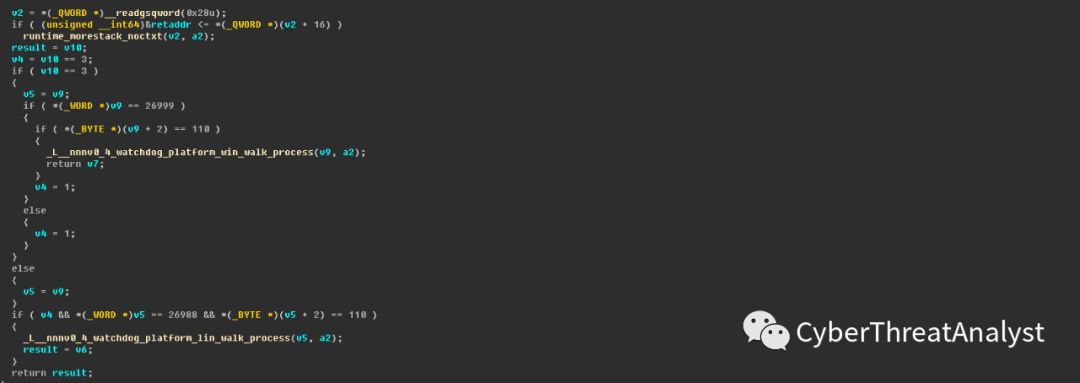 v2 = *(_QWORD *)__readgsqword(0x28u);
if ( (unsigned __int64)&retaddr <= *(_QWORD *)(v2 + 16) )
runtime_morestack_noctxt(v2, a2);
result = v10;
v4 = v10 == 3;
if ( v10 == 3 )
{
v5 = v9;
if ( *(_WORD *)v9 == 26999 )
{
if ( *(_BYTE *)(v9 + 2) == 110 )
{
_L__nnnv0_4_watchdog_platform_win_walk_process(v9, a2);
return v7;
}
v4 = 1;
}
else
{
v4 = 1;
}
}
else
{
v5 = v9;
}
if ( v4 && *(_WORD *)v5 == 26988 && *(_BYTE *)(v5 + 2) == 110 )
{
_L__nnnv0_4_watchdog_platform_lin_walk_process(v5, a2);
result = v6;
}
return result;
CyberThreatAnalyst